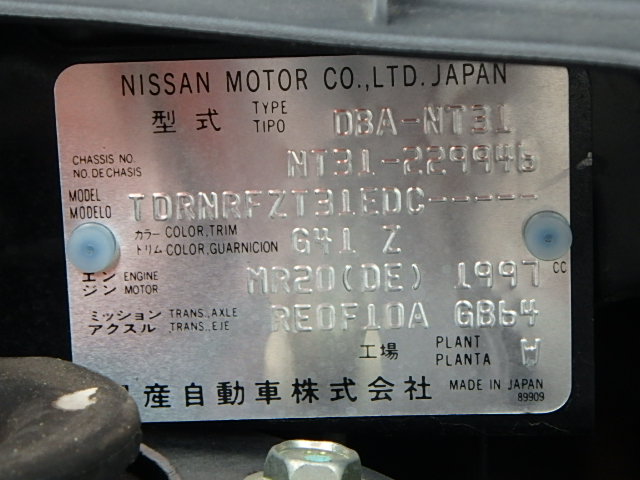 NISSAN MOTOR CO.,LTD. JAPAN
型式 TYPE TIPO DBA-NT31
CHASSIS NO. NO. DE CHASIS NT31-229946
MODEL MODELO TDRNRFZT31EDC-----
カラー COLOR,TRIM トリム COLOR,GUARNICION G41 Z
エンジン ENGINE MOTOR MR20(DE) 1997 CC
ミッション TRANS.,AXLE アクスル TRANS.,EJE RE0F10A GB64
工場 PLANT PLANTA W
産自動車株式会社 MADE IN JAPAN
89909